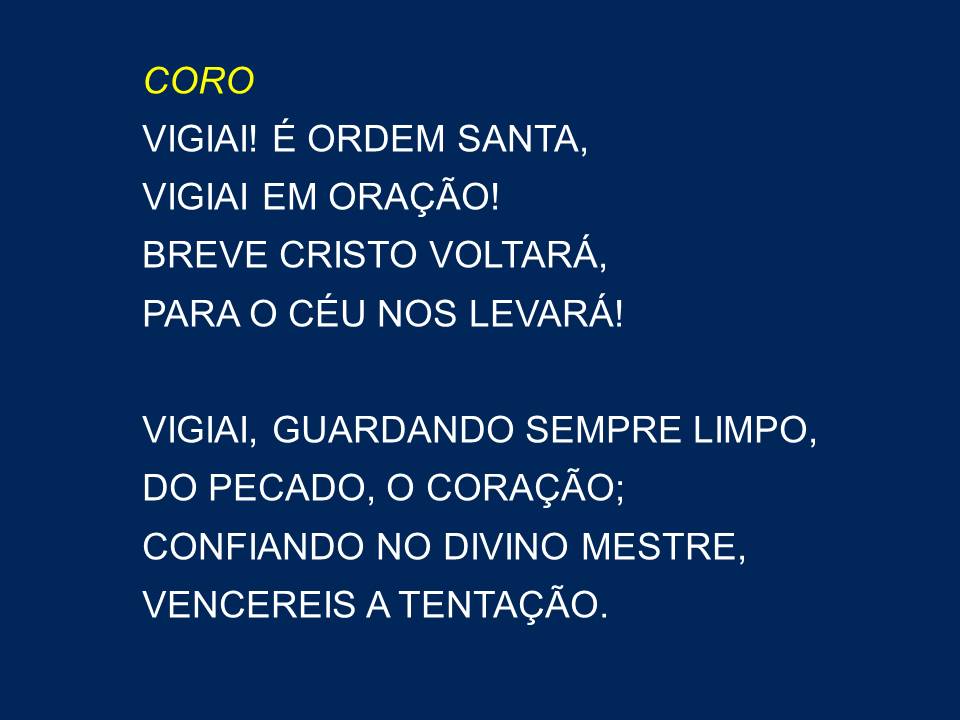 CORO
VIGIAI! É ORDEM SANTA,
VIGIAI EM ORAÇÃO!
BREVE CRISTO VOLTARÁ,
PARA O CÉU NOS LEVARÁ!
VIGIAI, GUARDANDO SEMPRE LIMPO,
DO PECADO, O CORAÇÃO;
CONFIANDO NO DIVINO MESTRE,
VENCEREIS A TENTAÇÃO.